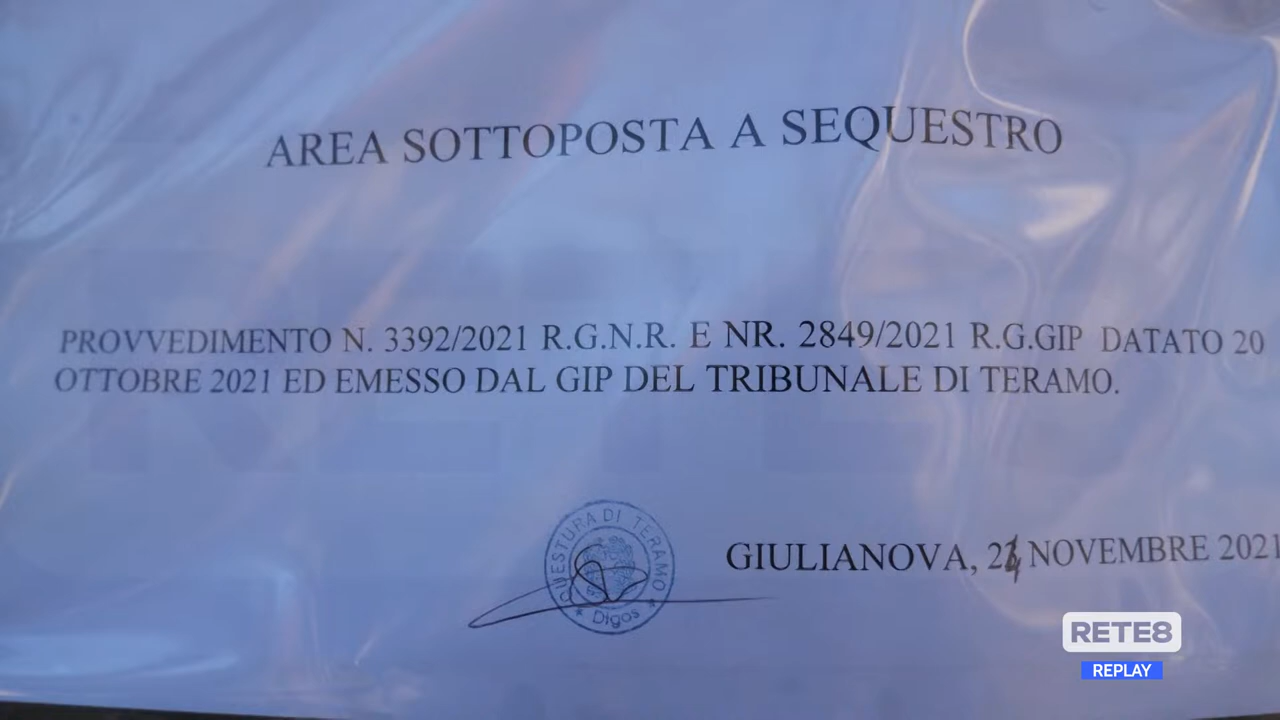 AREA SOTTOPOSTA A SEQUESTRO
PROVVEDIMENTO N. 3392/2021 R.G.N.R. E NR. 2849/2021 R.G.GIP DATATO 20
OTTOBRE 2021 ED EMESSO DAL GIP DEL TRIBUNALE DI TERAMO.
QUESTURA DI TERAMO
Digos
GIULIANOVA, NOVEMBRE 2021
RETE8
REPLAY